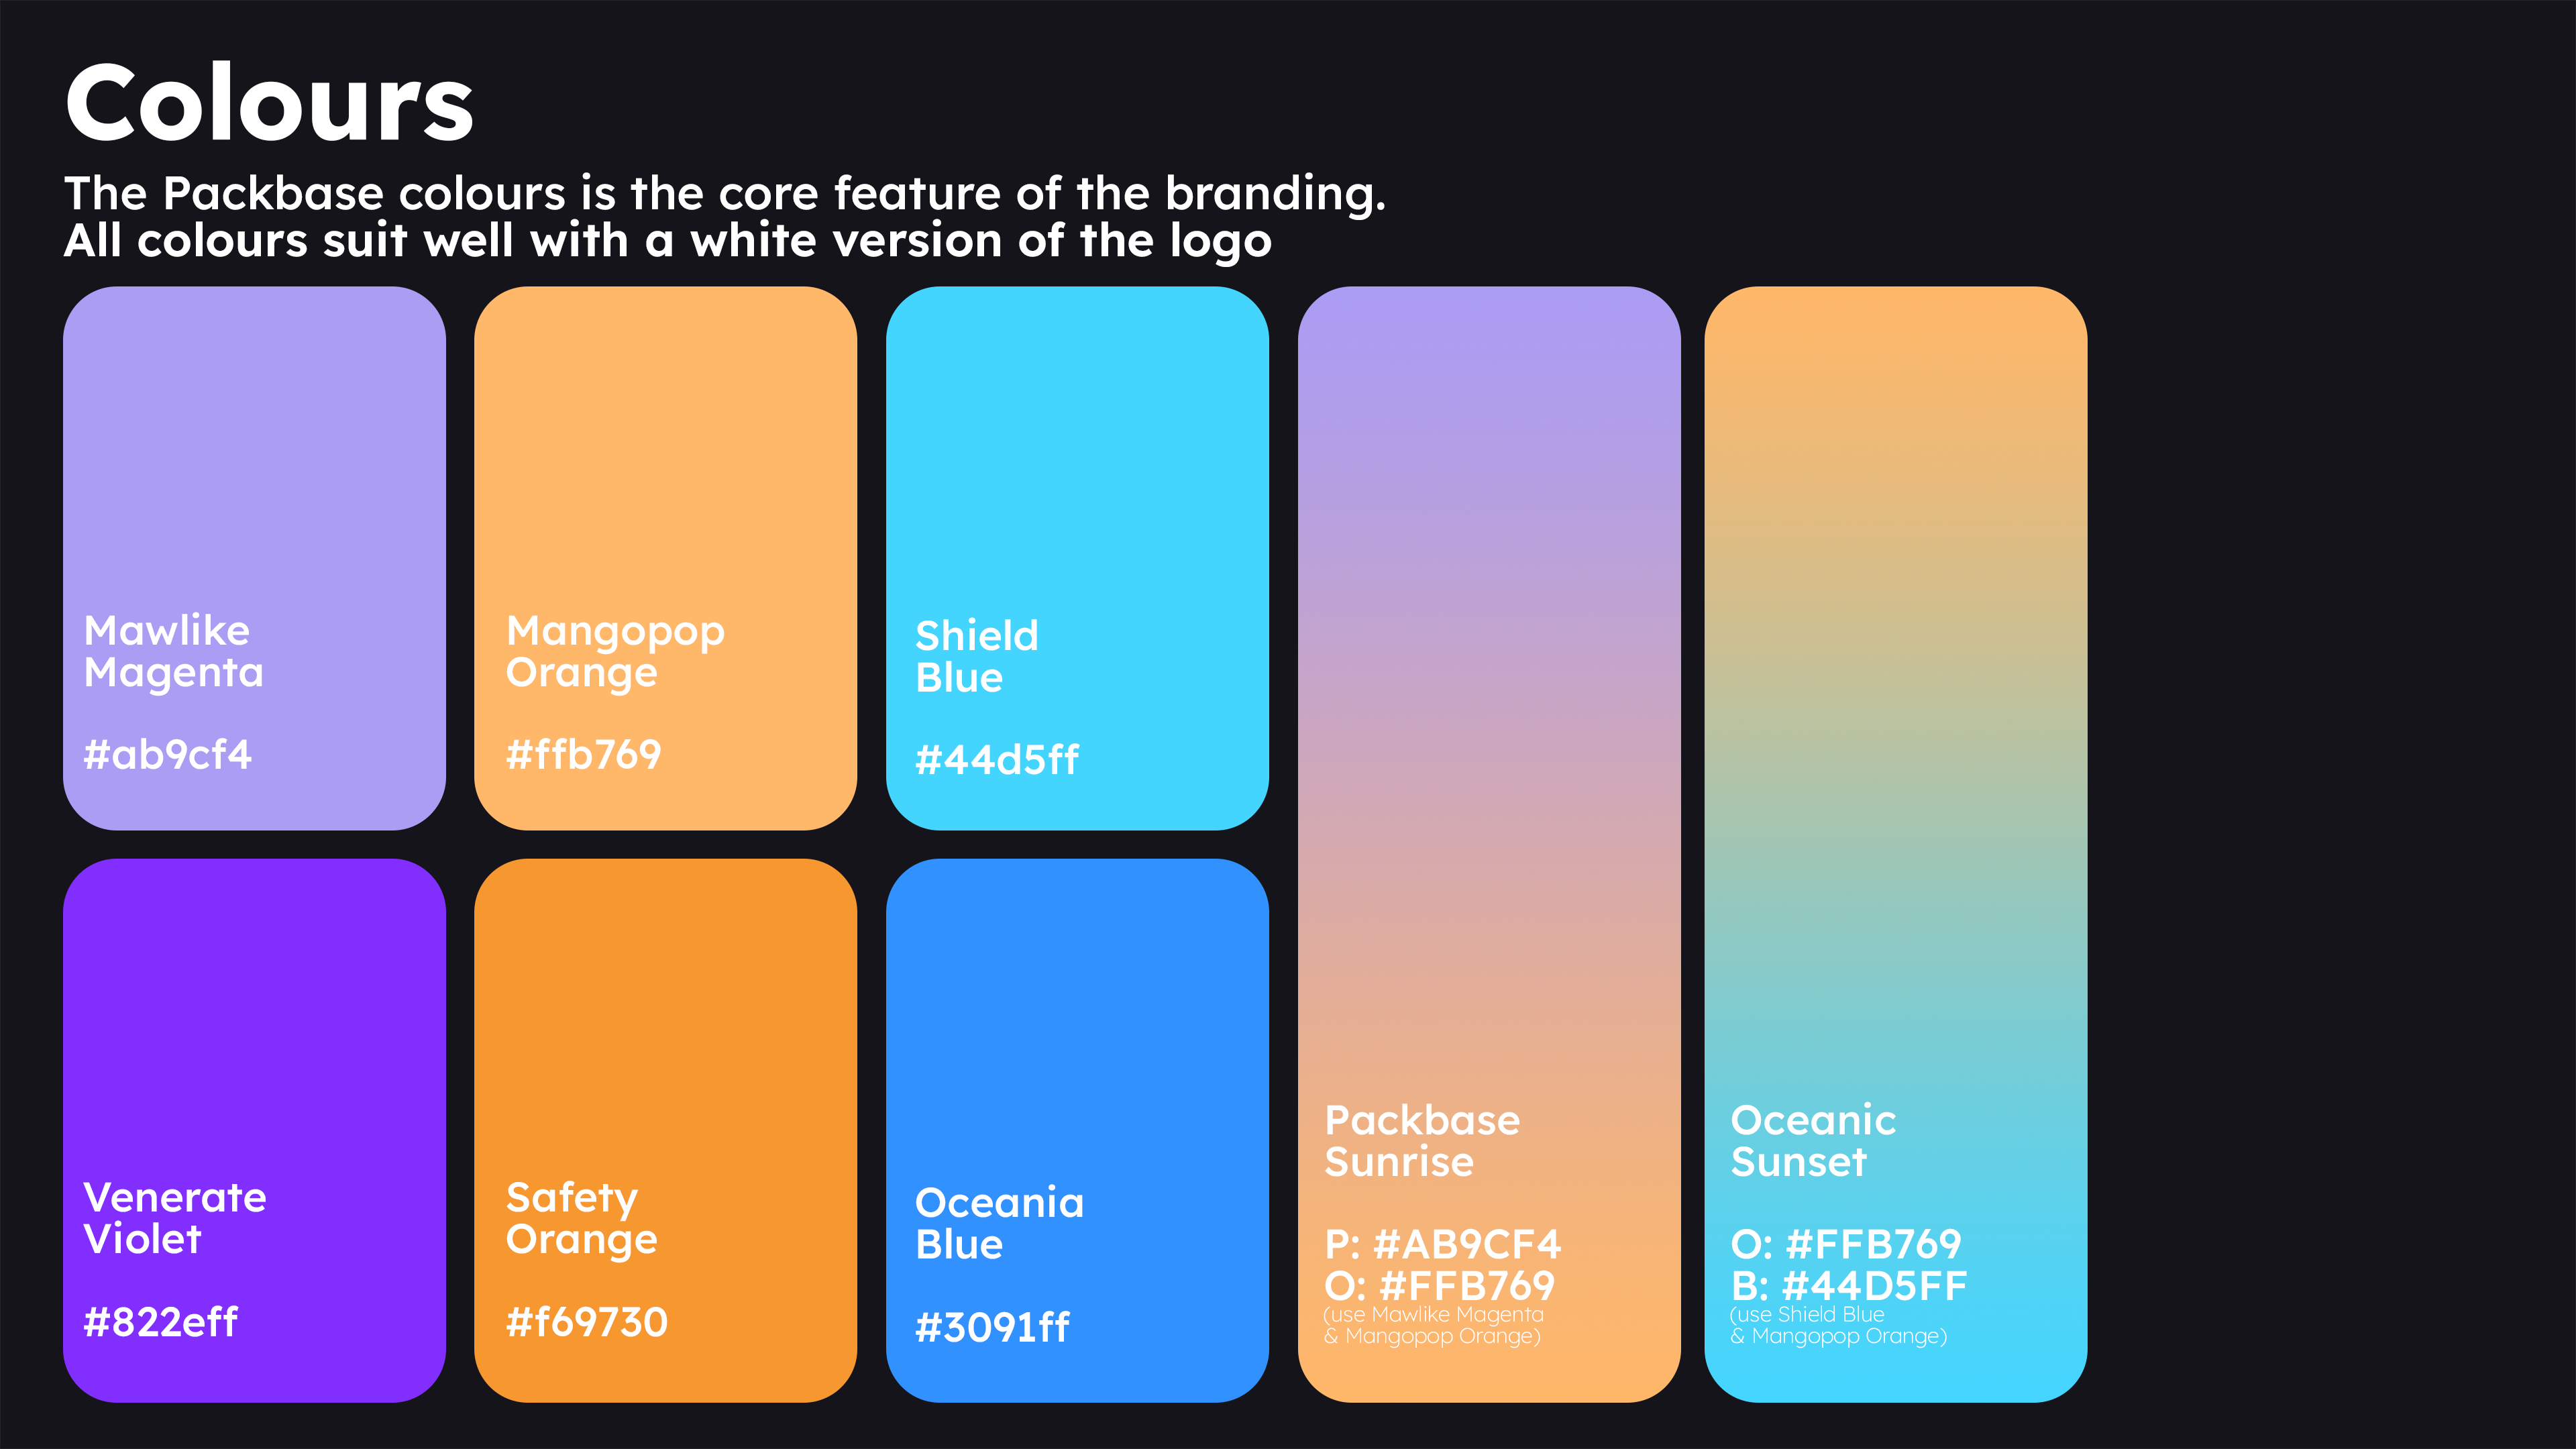 Colours
The Packbase colours is the core feature of the branding.
All colours suit well with a white version of the logo
Mawlike
Magenta
#ab9cf4
Mangopop
Orange
#ffb769
Shield
Blue
#44d5ff
Venerate
Violet
#822eff
Safety
Orange
#f69730
Oceania
Blue
#3091ff
Packbase
Sunrise
P: #AB9CF4
O: #FFB769
(use Mawlike Magenta
& Mangopop Orange)
Oceanic
Sunset
O: #FFB769
B: #44D5FF
(use Shield Blue
& Mangopop Orange)